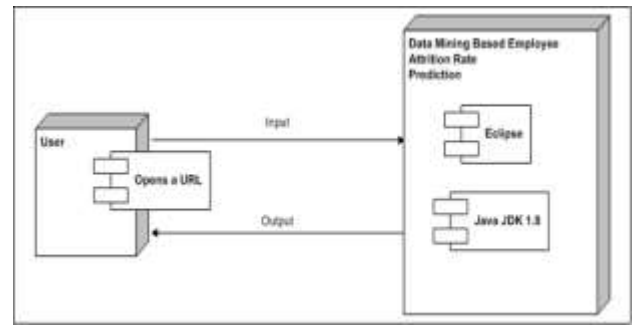 Data Mining Based Employee
Attrition Rate
Prediction
Input
Eclipse
User
Opens a URL
Java JDK 1.8
Output